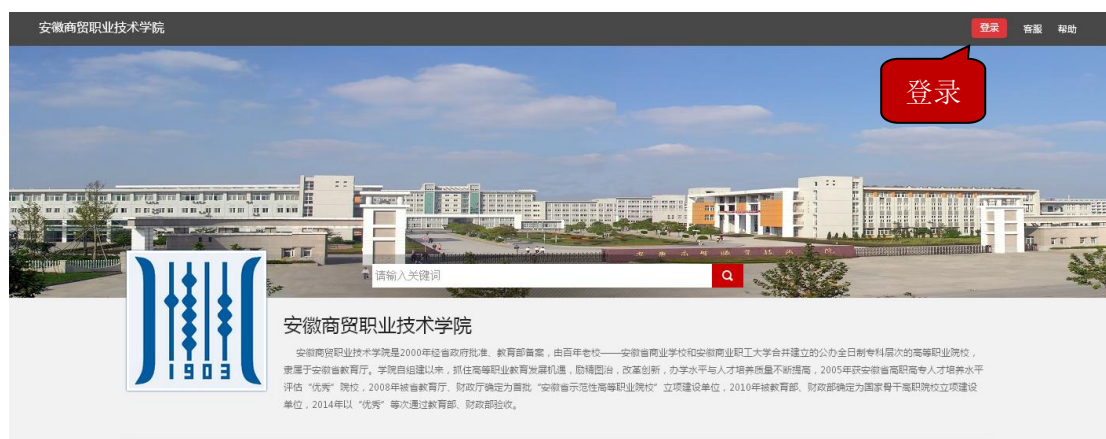 安徽商贸职业技术学院
登录 客服 帮助
登录
请输入关键词
1903
安徽商贸职业技术学院
安徽商贸职业技术学院是2000年经省政府批准、教育部备案，由百年老校——安徽省商业学校和安徽商业职工大学合并建立的公办全日制专科层次的高等职业院校，
隶属于安徽省教育厅。学院自组建以来，抓住高等职业教育发展机遇，励精图治，改革创新，办学水平与人才培养质量不断提高，2005年获安徽省高职高专人才培养水平
评估“优秀”院校，2008年被省教育厅、财政厅确定为首批“安徽省示范性高等职业院校”立项建设单位，2010年被教育部、财政部确定为国家骨干高职院校立项建设
单位，2014年以“优秀”等次通过教育部、财政部验收。